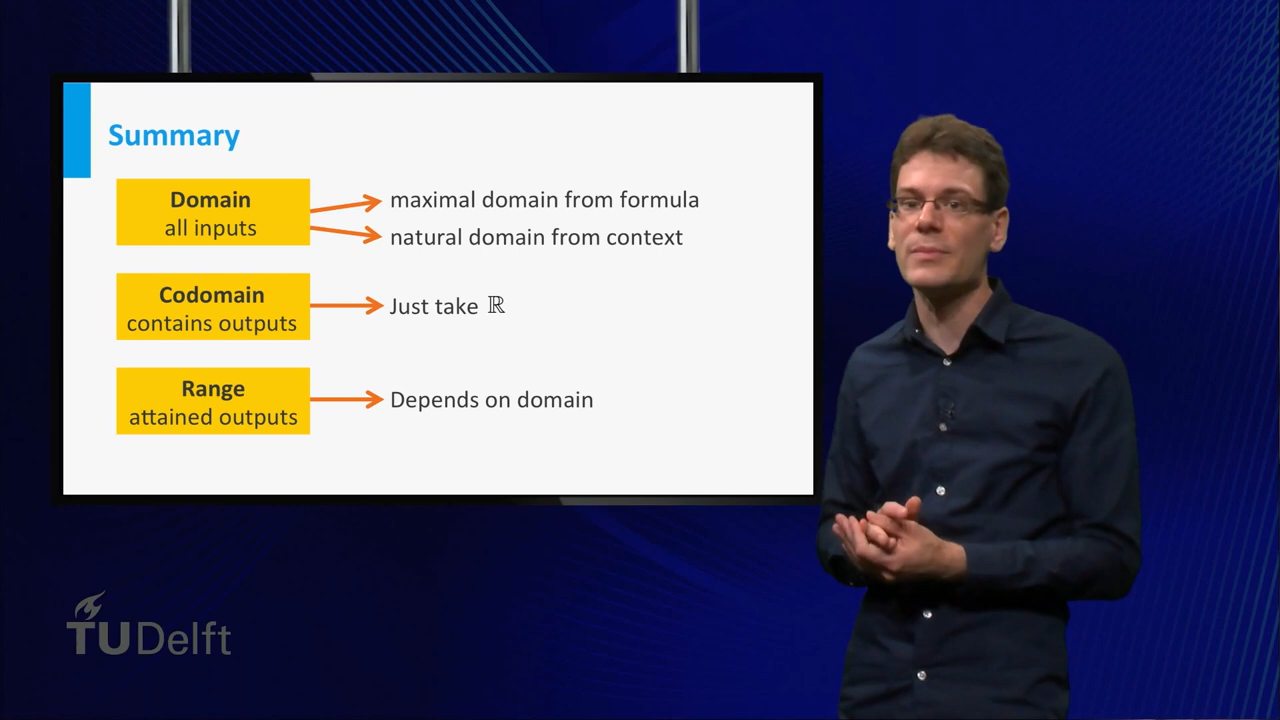 Summary
Domain
all inputs
maximal domain from formula
natural domain from context
Codomain
contains outputs
Just take ℝ
Range
attained outputs
Depends on domain
TUDelft